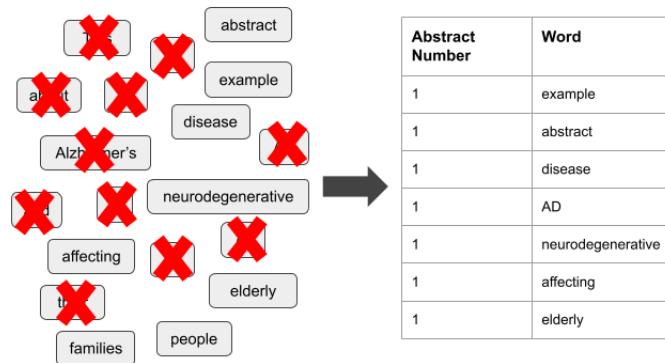 abstract
example
disease
Alzheimer's
neurodegenerative
affecting
elderly
people
families
Abstract Number Word
1 example
1 abstract
1 disease
1 AD
1 neurodegenerative
1 affecting
1 elderly